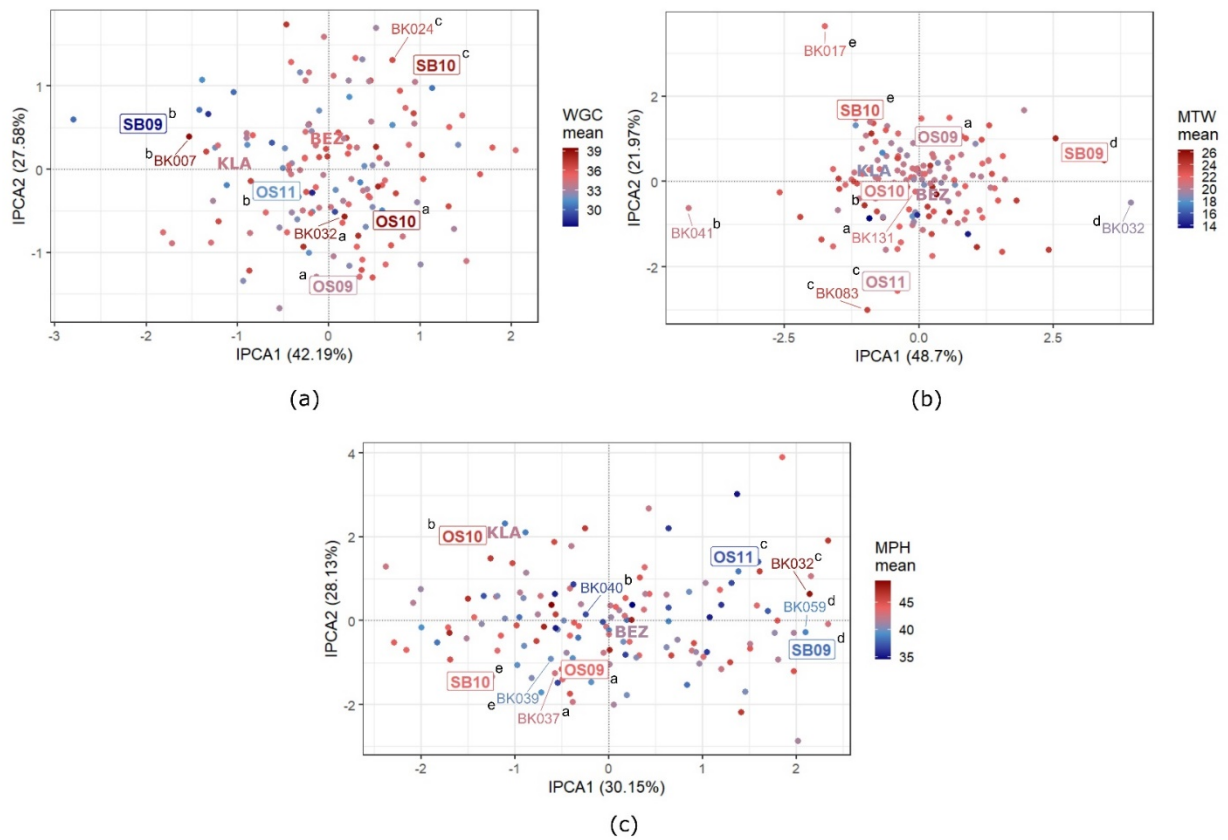 BK024 c
SB10 c
SB09 b
BK007
b
KLA
BEZ
OS11
b
OS10 a
BK032
a
a
OS09
1
0
-1
-3 -2 -1 0 1 2
IPCA2 (27.58%)
IPCA1 (42.19%)
WGC
mean
39
36
33
30
(a)
BK017 e
SB10 e
OS09 a
SB09 d
KLA
OS10
BEZ
b
a
BK131
BK041 b
d BK032
c
OS11
c BK083
2
0
-2
-2.5 0.0 2.5
IPCA2 (21.97%)
IPCA1 (48.7%)
MTW
mean
26
24
22
20
18
16
14
(b)
b OS10 KLA
OS11 c
BK032 c
BK040 b
BK059 d
BEZ
SB09 d
SB10 e
OS09 a
BK039
e
BK037 a
4
2
0
-2
-2 -1 0 1 2
IPCA2 (28.13%)
IPCA1 (30.15%)
MPH
mean
45
40
35
(c)